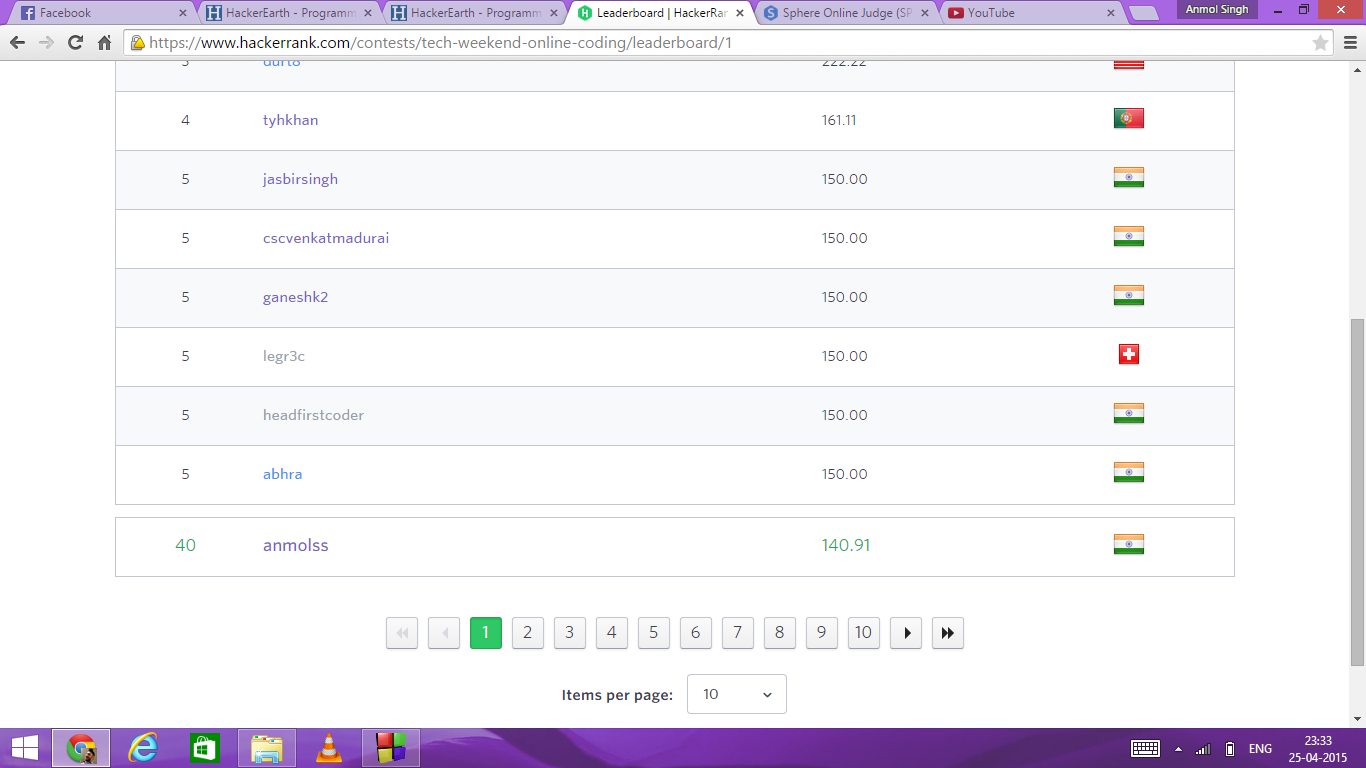 Facebook
HackerEarth - Programm
HackerEarth - Programm
Leaderboard | HackerRan
Sphere Online Judge (SP
YouTube
Anmol Singh
https://www.hackerrank.com/contests/tech-weekend-online-coding/leaderboard/1
3 durt8 222.22
4 tyhkhan 161.11
5 jasbirsingh 150.00
5 cscvenkatmadurai 150.00
5 ganeshk2 150.00
5 legr3c 150.00
5 headfirstcoder 150.00
5 abhra 150.00
40 anmolss 140.91
1 2 3 4 5 6 7 8 9 10
Items per page: 10
ENG
23:33
25-04-2015